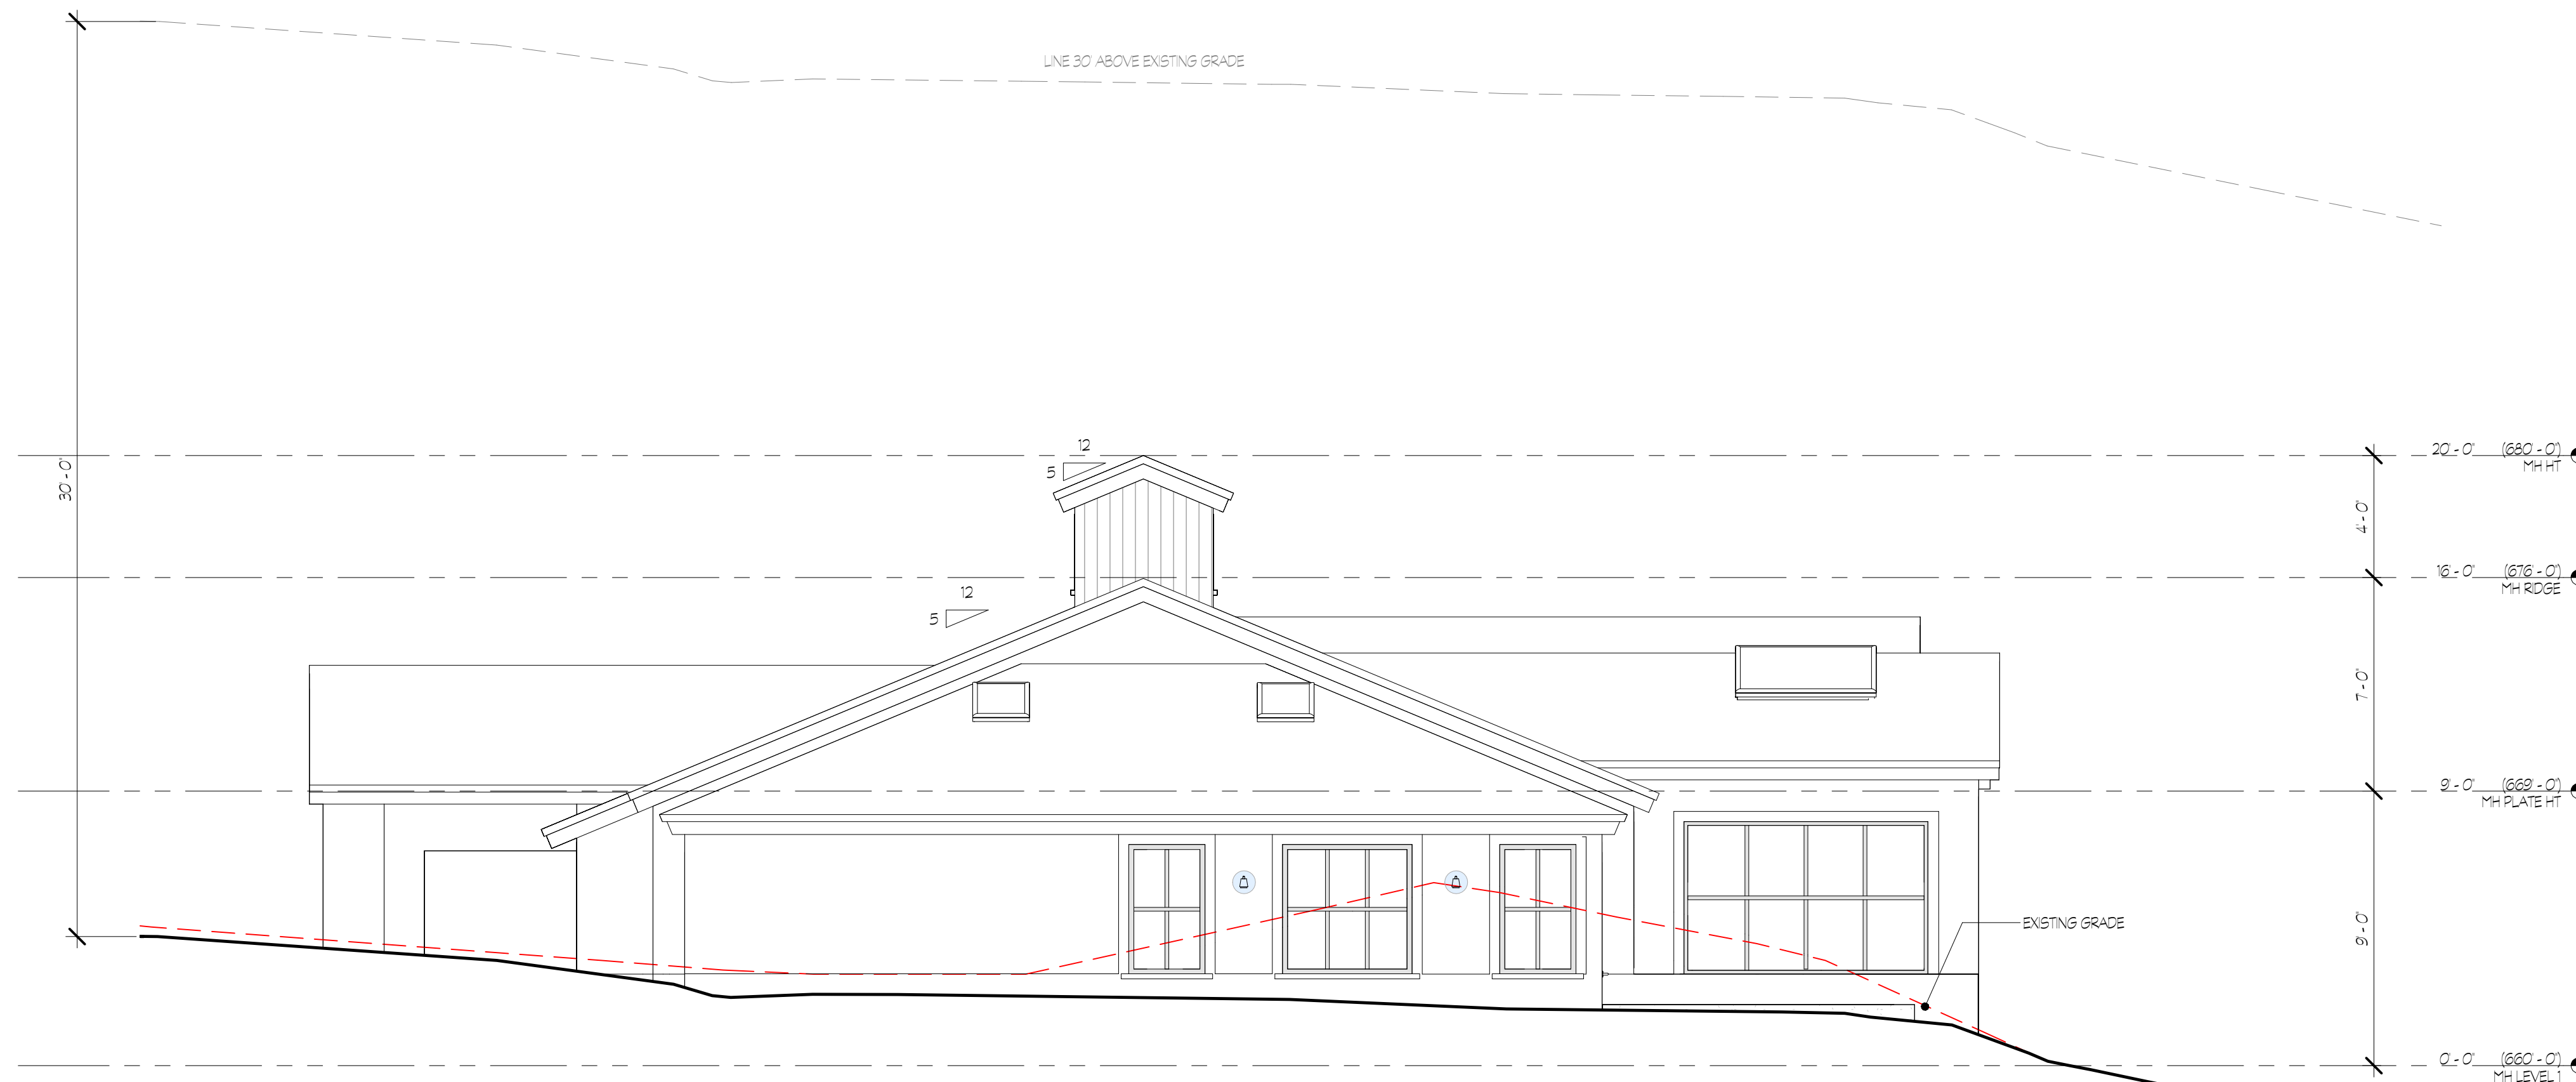 LINE 30' ABOVE EXISTING GRADE
12
5
20' - 0" (680' - 0")
MH HT
30' - 0"
4' - 0"
16' - 0" (676' - 0")
MH RIDGE
12
5
7' - 0"
9' - 0" (669' - 0")
MH PLATE HT
EXISTING GRADE
9' - 0"
0' - 0" (660' - 0")
MH LEVEL 1